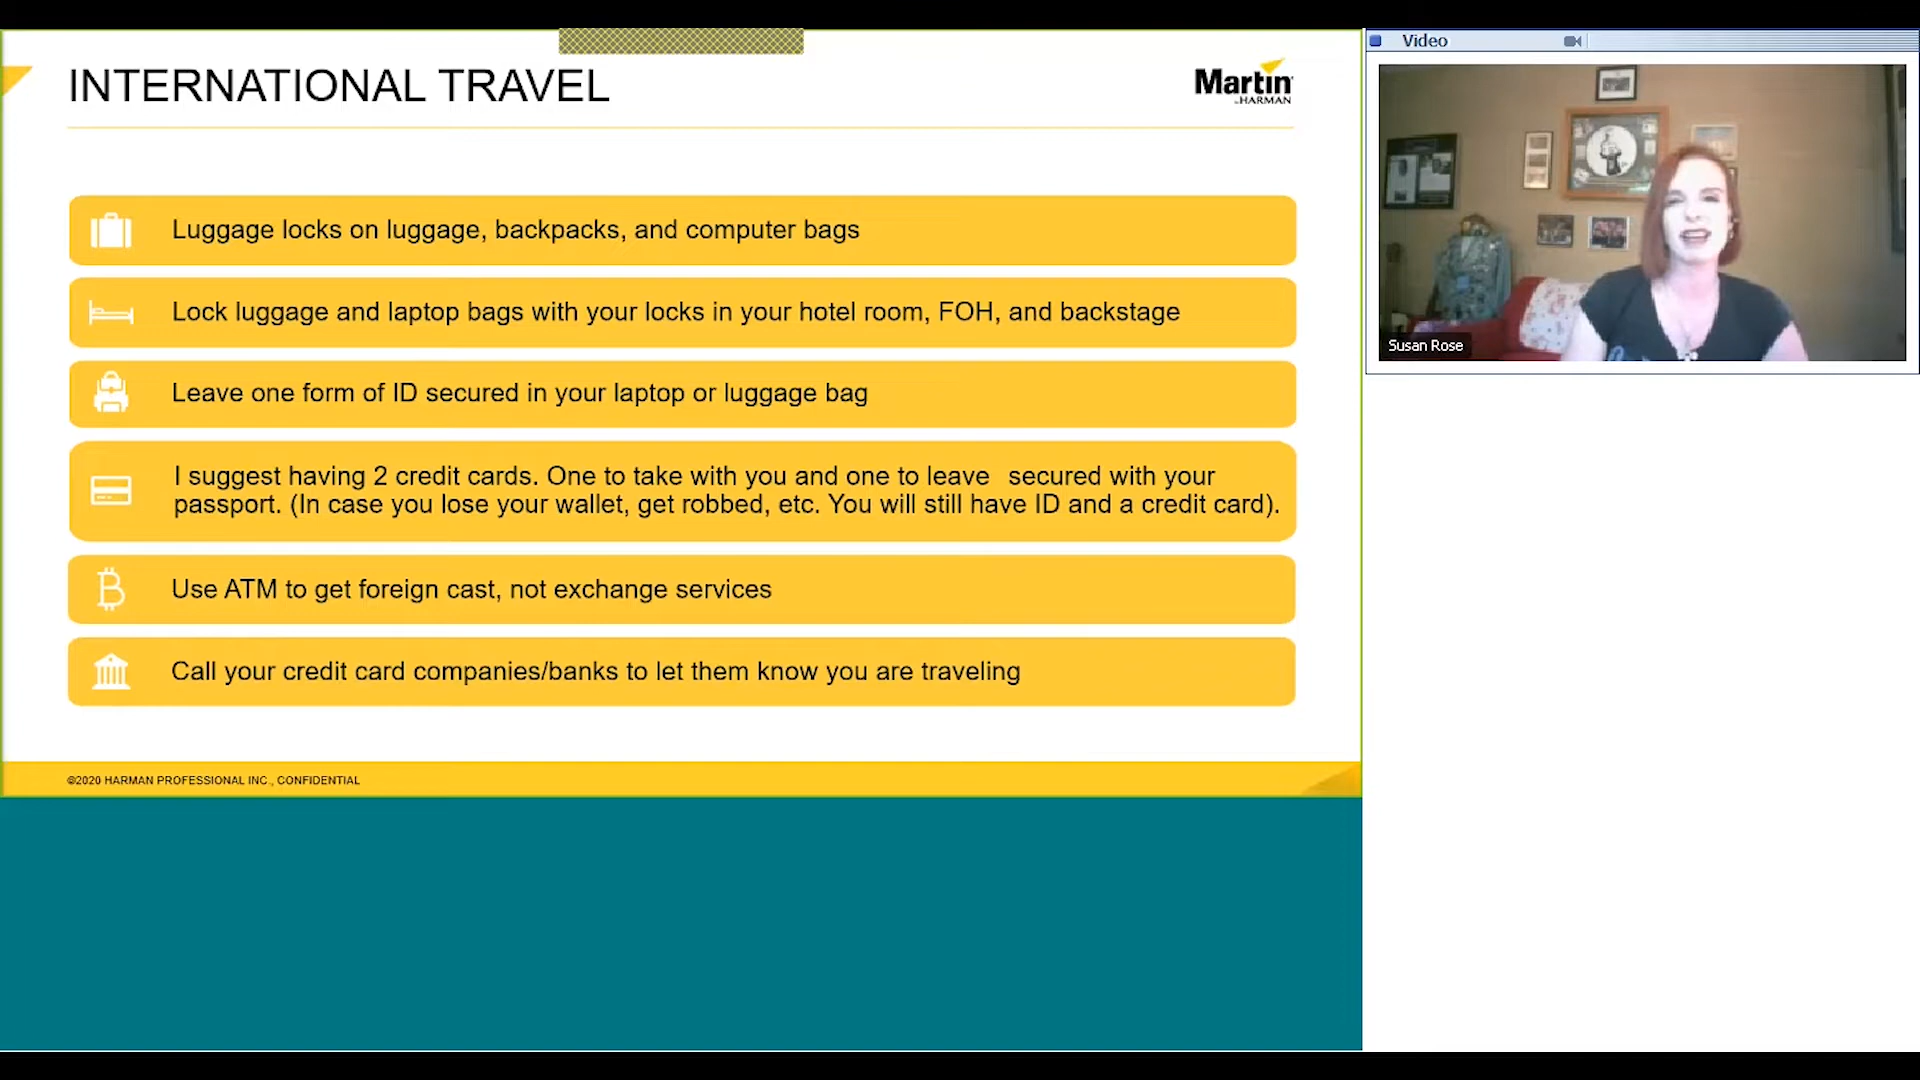 INTERNATIONAL TRAVEL
Martin
by HARMAN
Luggage locks on luggage, backpacks, and computer bags
Lock luggage and laptop bags with your locks in your hotel room, FOH, and backstage
Leave one form of ID secured in your laptop or luggage bag
I suggest having 2 credit cards. One to take with you and one to leave secured with your
passport. (In case you lose your wallet, get robbed, etc. You will still have ID and a credit card).
Use ATM to get foreign cast, not exchange services
Call your credit card companies/banks to let them know you are traveling
©2020 HARMAN PROFESSIONAL INC., CONFIDENTIAL
Video
Susan Rose